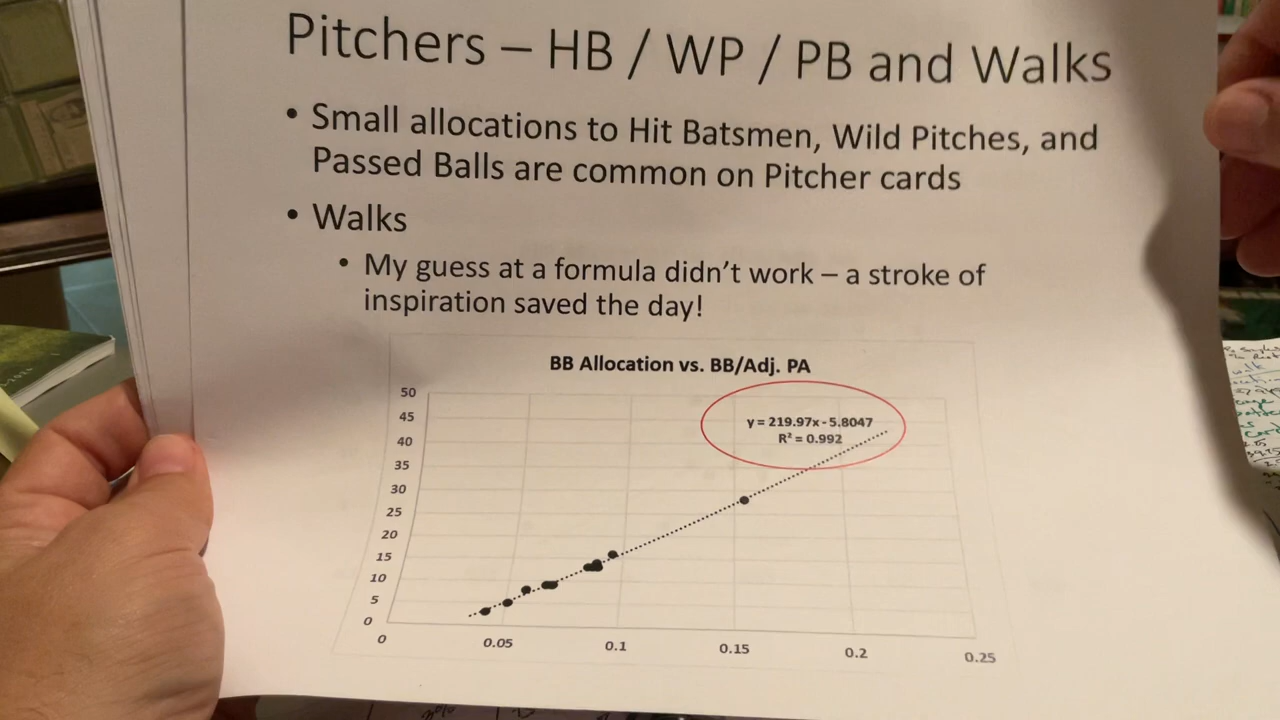 Pitchers – HB / WP / PB and Walks
• Small allocations to Hit Batsmen, Wild Pitches, and
Passed Balls are common on Pitcher cards
• Walks
• My guess at a formula didn't work – a stroke of
inspiration saved the day!
BB Allocation vs. BB/Adj. PA
y = 219.97x - 5.8047
R² = 0.992
50
45
40
35
30
25
20
15
10
5
0
0 0.05 0.1 0.15 0.2 0.25